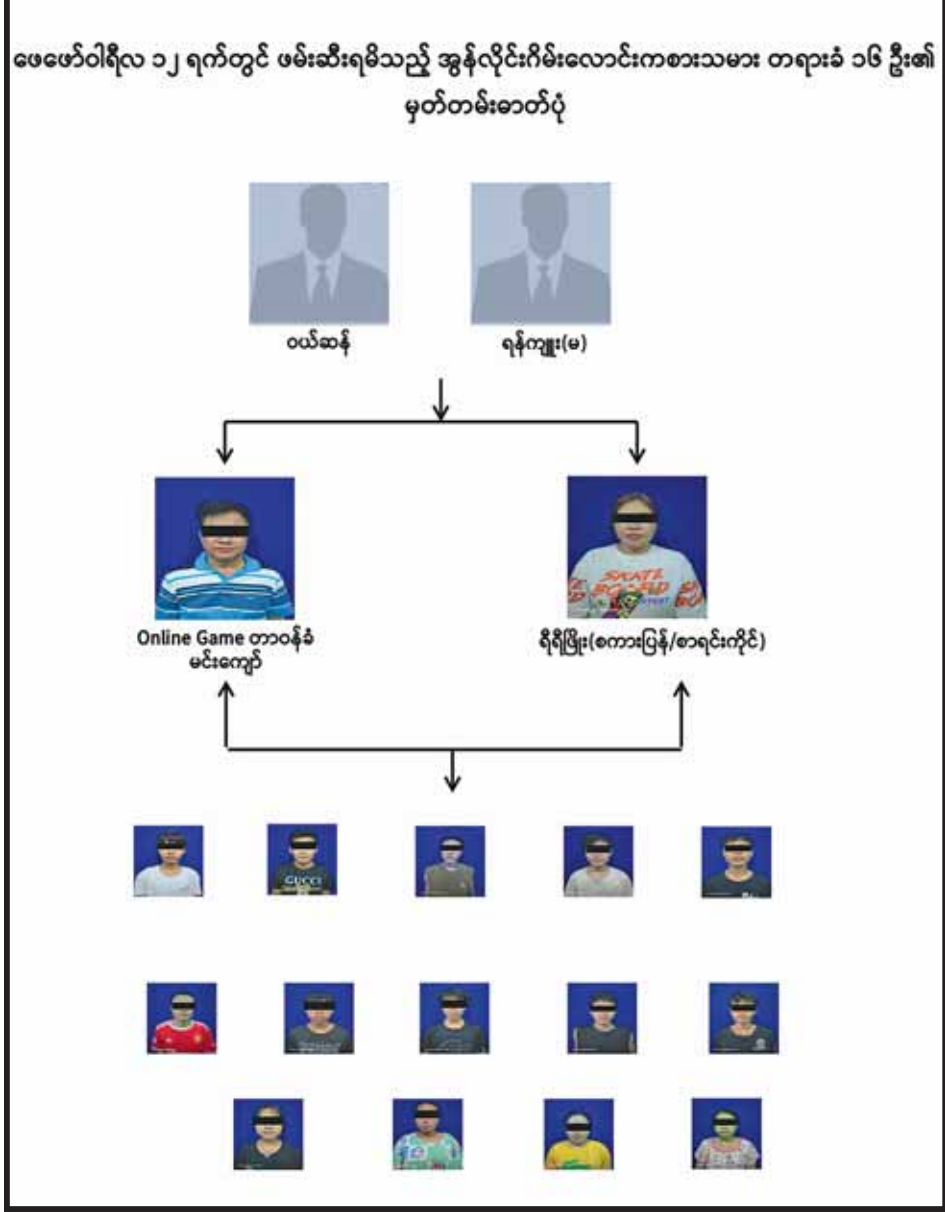 ဖေဖော်ဝါရီလ ၁၂ ရက်တွင် ဖမ်းဆီးရမိသည့် အွန်လိုင်းဂိမ်းလောင်းကစားသမား တရားခံ ၁၆ ဦး၏
မှတ်တမ်းဓာတ်ပုံ
ဝယ်ဆန်
ရန်ကျူး(မ)
SKATE
BOARD
Online Game တာဝန်ခံ
မင်းကျော်
ရီရီဖြိုး(စကားပြန်/စာရင်းကိုင်)
GUCCI